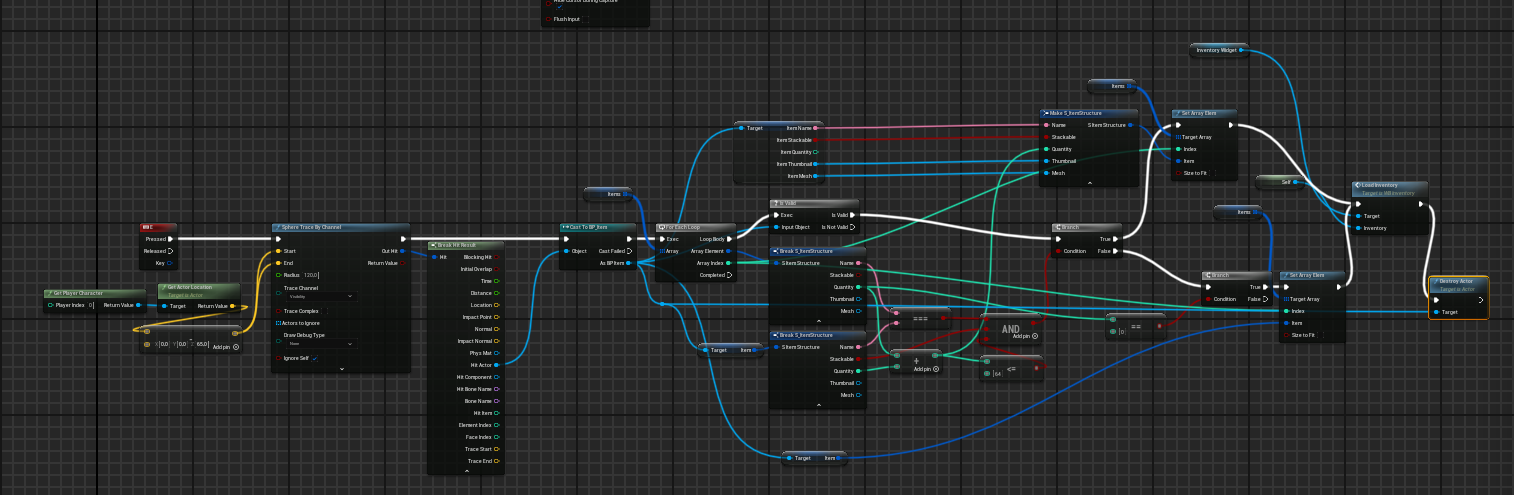 Flush Input
Inventory Widget
Items
Make S_ItemStructure
Name
Stackable
Quantity
Thumbnail
Mesh
S ItemStructure
Set Array Elem
Target Array
Index
Item
Size to Fit
Target
Item Name
Item Stackable
Item Quantity
Item Thumbnail
Item Mesh
Self
Load Inventory
Target
Inventory
Items
Items
E
Pressed
Released
Key
Sphere Trace By Channel
Start
End
Radius 120.0
Trace Channel
Visibility
Trace Complex
Actors to Ignore
Draw Debug Type
None
Ignore Self
Out Hit
Return Value
Break Hit Result
Hit
Blocking Hit
Initial Overlap
Time
Distance
Location
Impact Point
Normal
Impact Normal
Phys Mat
Hit Actor
Hit Component
Hit Bone Name
Bone Name
Hit Item
Element Index
Face Index
Trace Start
Trace End
Cast To BP_Item
Object
Cast Failed
As BP Item
For Each Loop
Exec
Array
Loop Body
Array Element
Array Index
Completed
Is Valid
Exec
Input Object
Is Valid
Is Not Valid
Break S_ItemStructure
S ItemStructure
Name
Stackable
Quantity
Thumbnail
Mesh
Break S_ItemStructure
S ItemStructure
Name
Stackable
Quantity
Thumbnail
Mesh
Target Item
===
+
Add pin
AND
Add pin
64
<=
Branch
Condition
True
False
0
==
Branch
Condition
True
False
Set Array Elem
Target Array
Index
Item
Size to Fit
Destroy Actor
Target is Actor
Target
Get Player Character
Player Index 0
Return Value
Get Actor Location
Target is Actor
Target
Return Value
X 0.0 Y 0.0 65.0 Add pin
Target Item